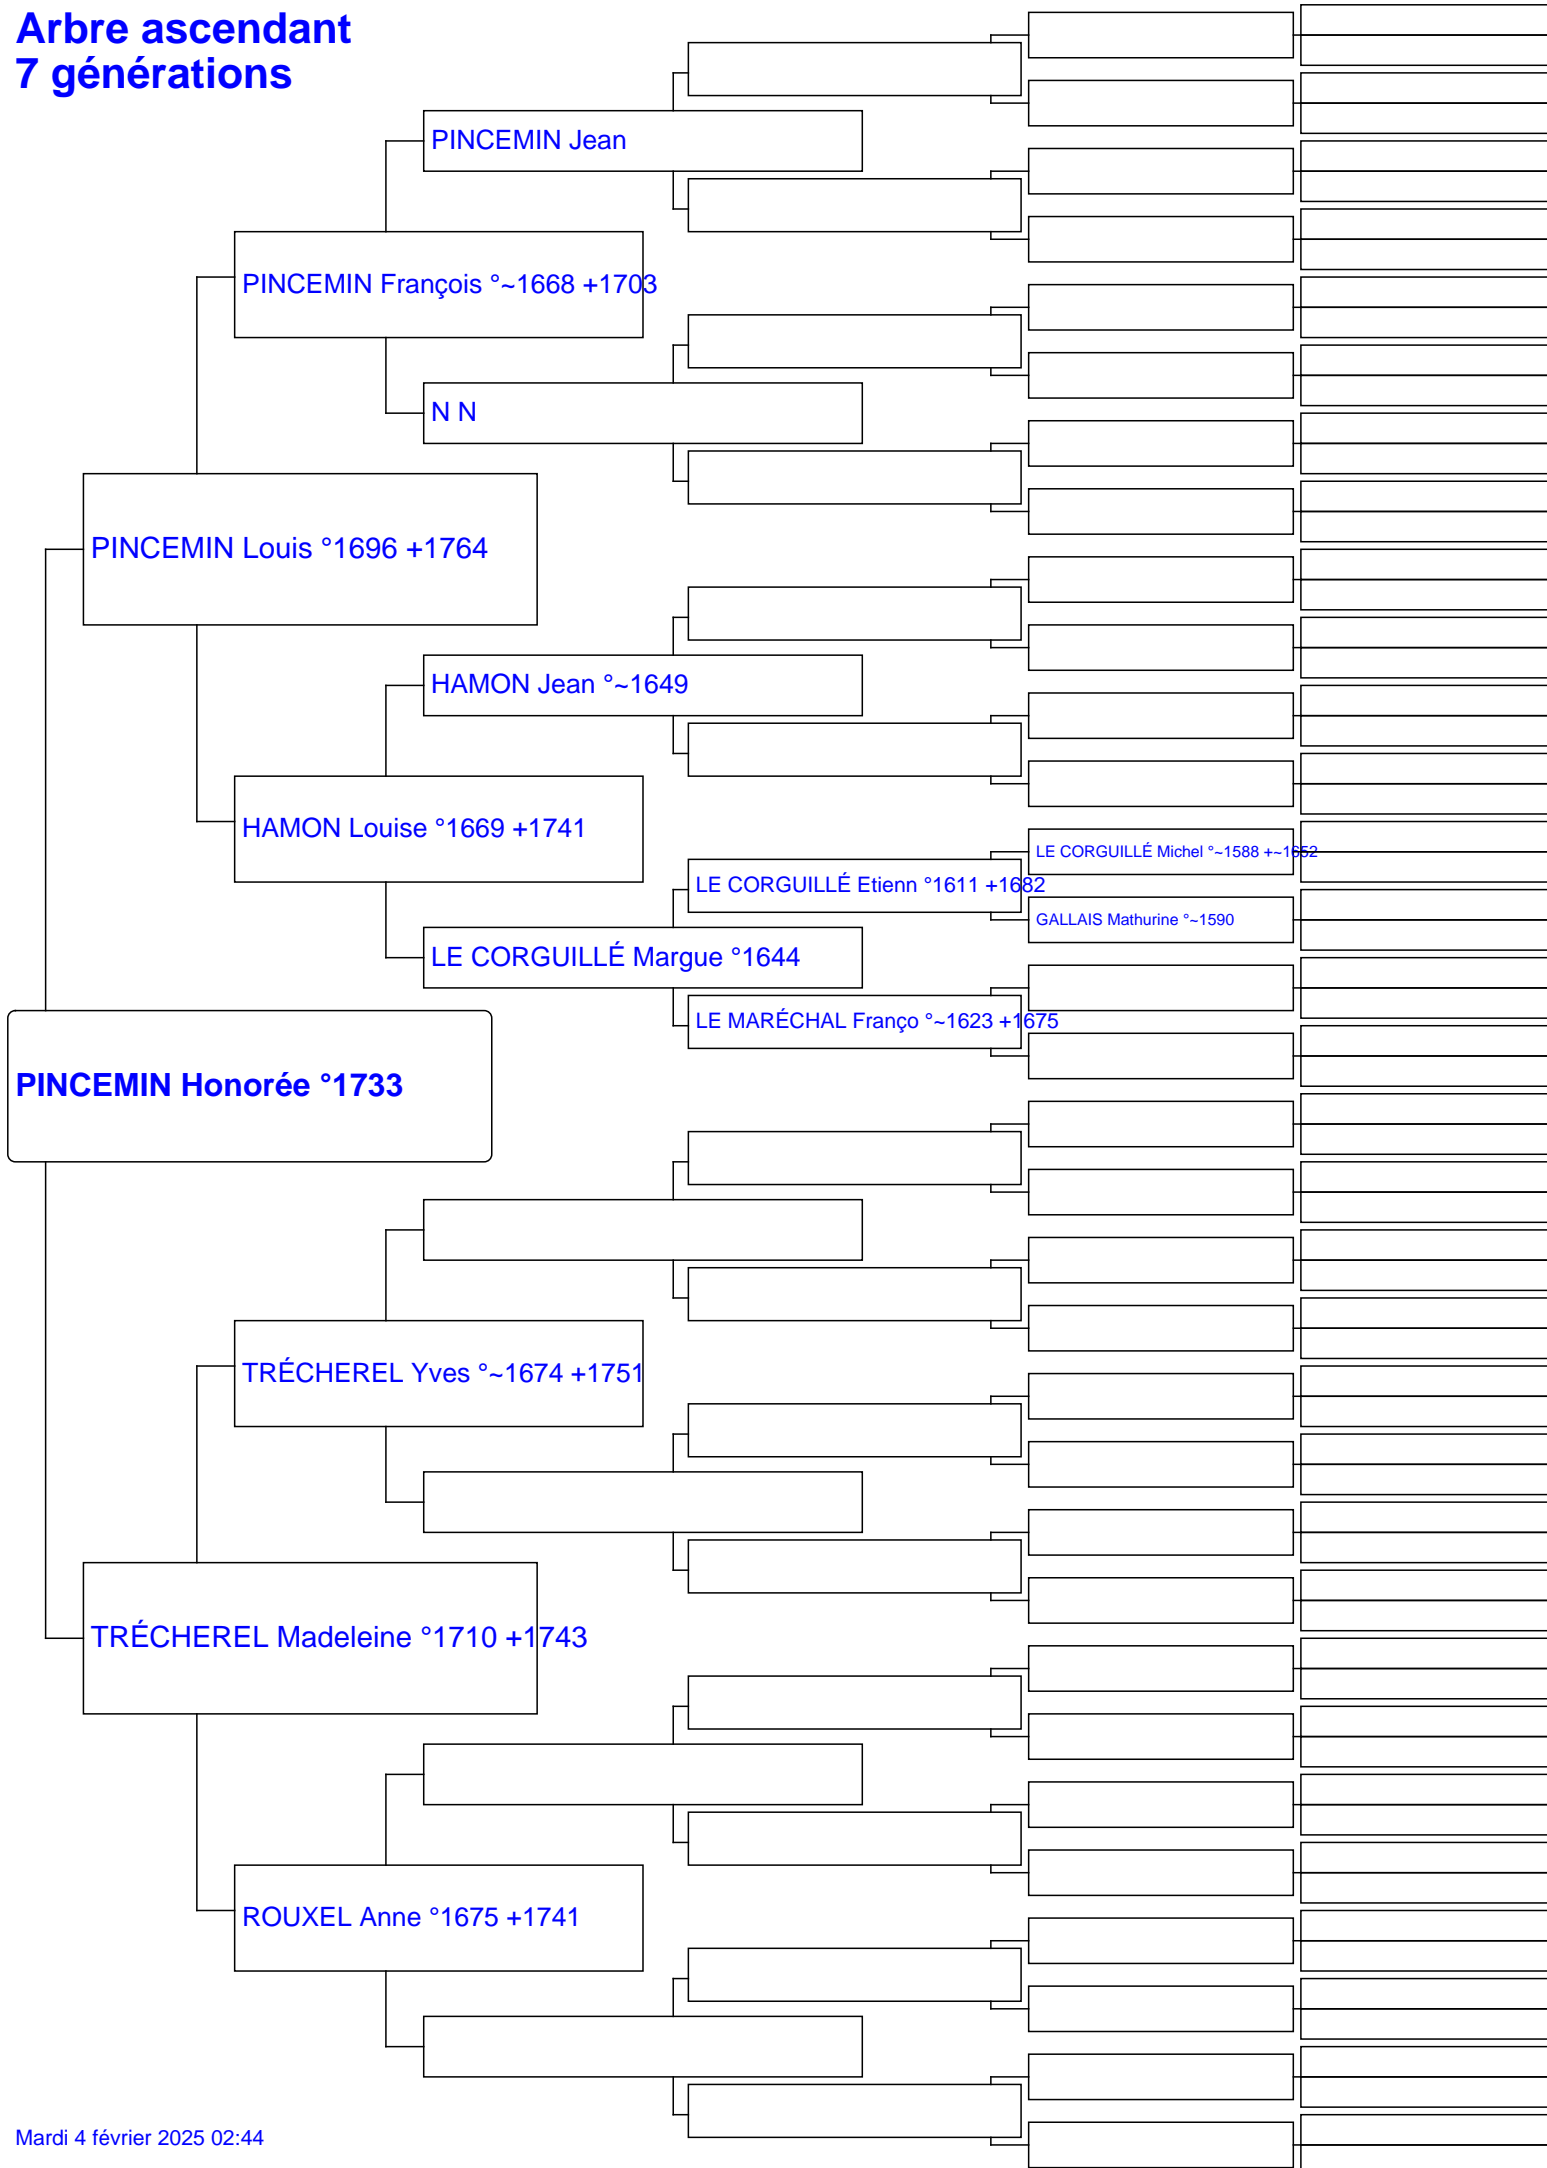 Arbre ascendant
7 générations
PINCEMIN Jean
PINCEMIN François °~1668 +1703
N N
PINCEMIN Louis °1696 +1764
HAMON Jean °~1649
HAMON Louise °1669 +1741
LE CORGUILLÉ Michel °~1588 +~1652
LE CORGUILLÉ Etienn °1611 +1682
GALLAIS Mathurine °~1590
LE CORGUILLÉ Margue °1644
LE MARÉCHAL Franço °~1623 +1675
PINCEMIN Honorée °1733
TRÉCHEREL Yves °~1674 +1751
TRÉCHEREL Madeleine °1710 +1743
ROUXEL Anne °1675 +1741
Mardi 4 février 2025 02:44